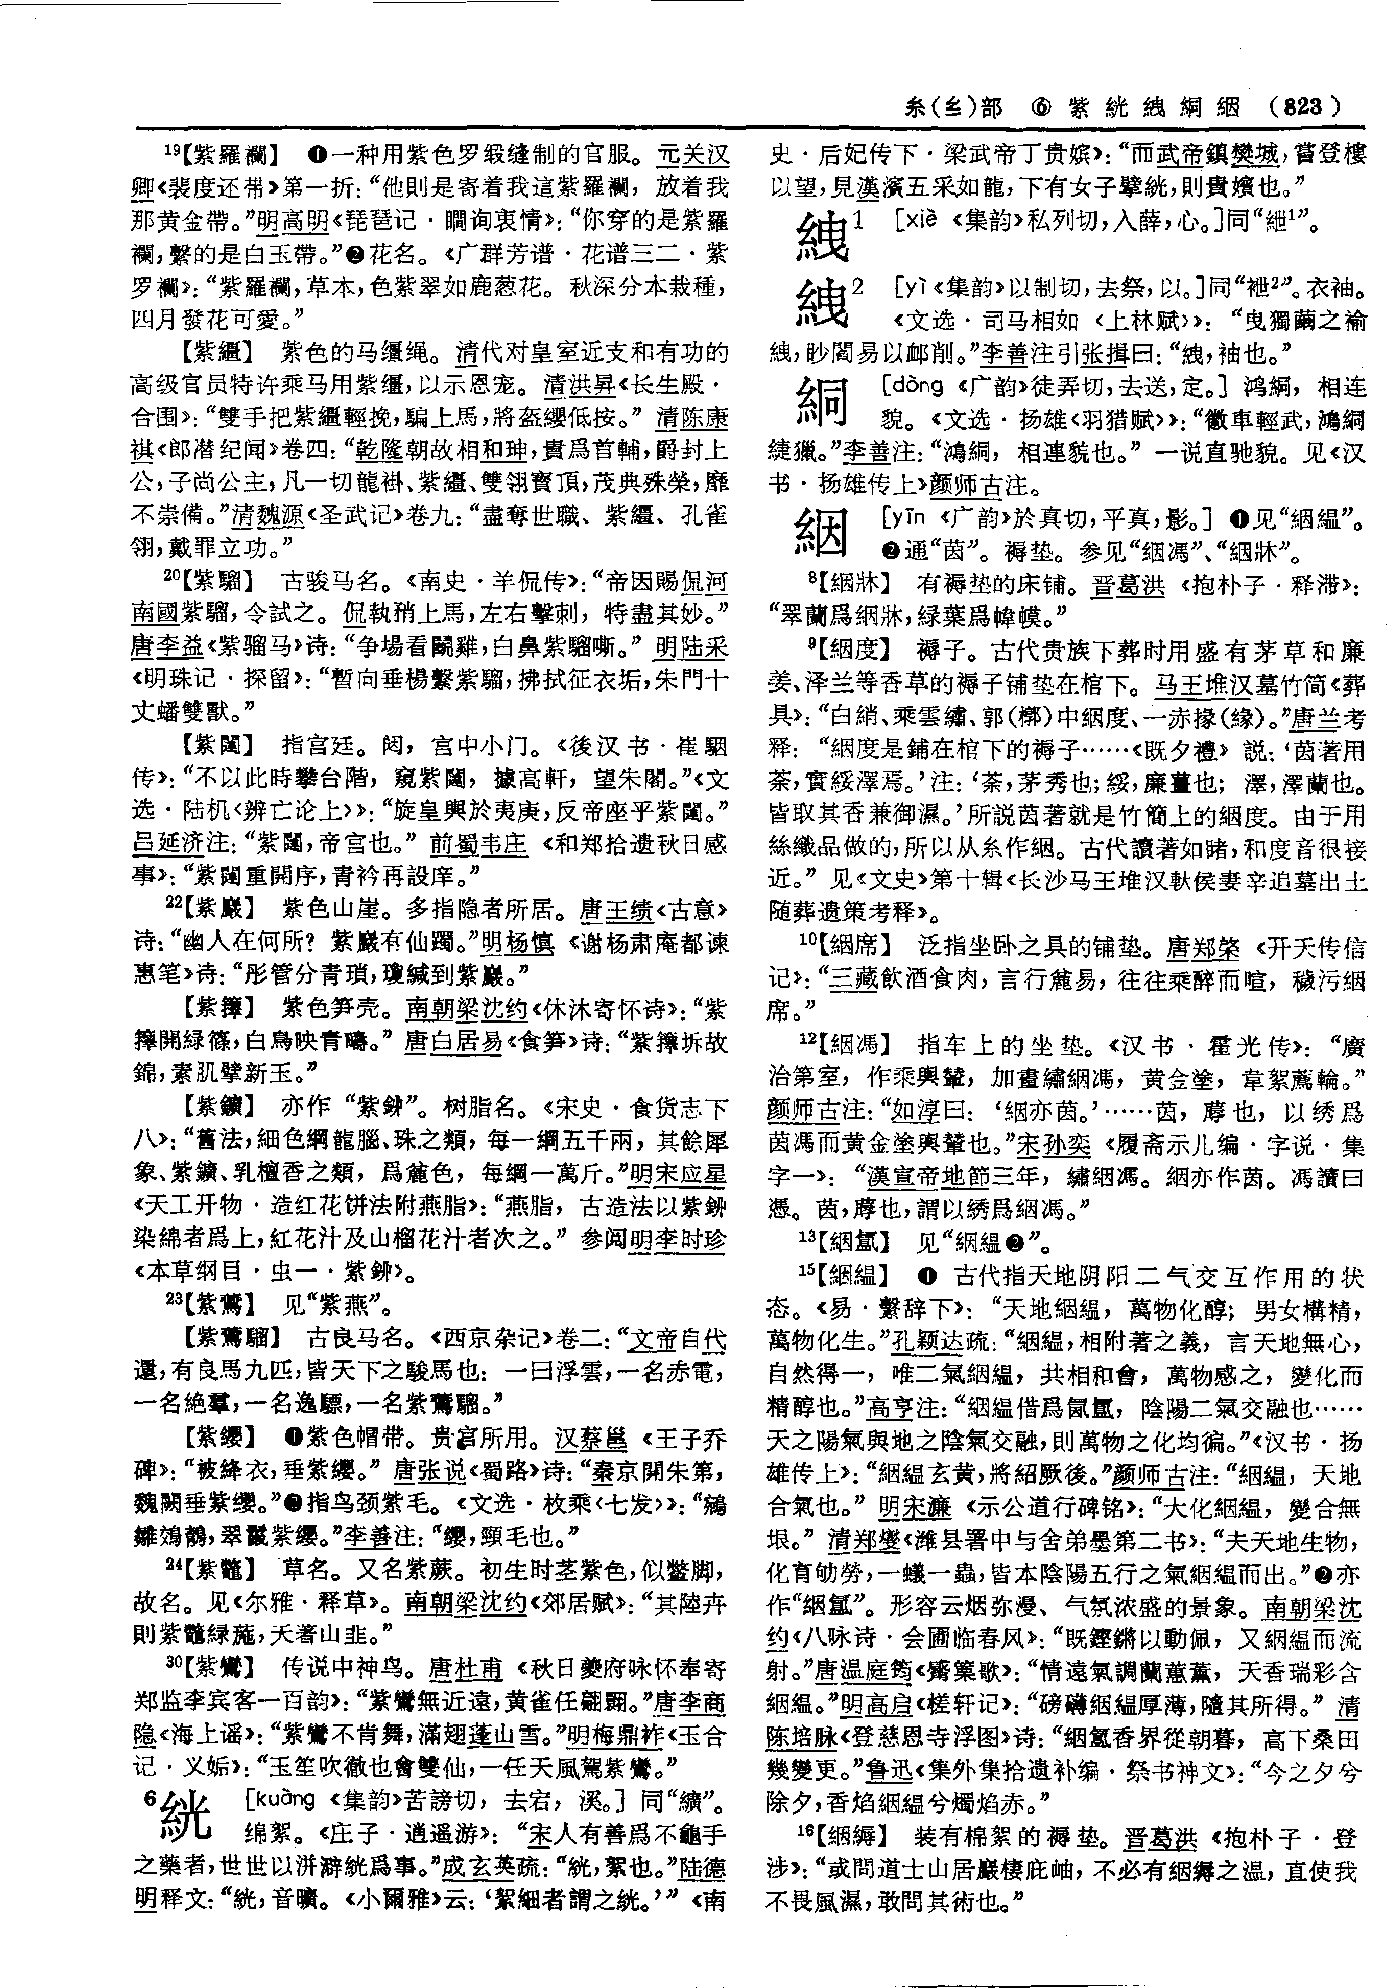 糸(纟)部 ⑥ 紫絖絏絧絪 (823)
¹⁹【紫羅襴】 ❶一种用紫色罗缎缝制的官服。元关汉
卿《裴度还带》第一折:“他則是寄着我這紫羅襴, 放着我
那黄金帶。”明高明《琵琶记·瞷询衷情》:“你穿的是紫羅
襴,繫的是白玉帶。”❷花名。《广群芳谱·花谱三二·紫
罗襴》:“紫羅襴,草本,色紫翠如鹿葱花。秋深分本栽種,
四月發花可愛。”
【紫繮】 紫色的马缰绳。清代对皇室近支和有功的
高级官员特许乘马用紫缰,以示恩宠。清洪昇《长生殿·
合围》:“雙手把紫繮輕挽,騙上馬,將盔纓低按。” 清陈康
祺《郎潜纪闻》卷四:“乾隆朝故相和珅,貴爲首輔,爵封上
公,子尚公主,凡一切龍褂、紫繮、雙翎寶頂,茂典殊榮,靡
不崇備。”清魏源《圣武记》卷九:“盡奪世職、紫繮、孔雀
翎,戴罪立功。”
²⁰【紫騮】 古骏马名。《南史·羊侃传》:“帝因赐侃河
南國紫騮,令試之。侃執矟上馬,左右擊刺, 特盡其妙。”
唐李益《紫骝马》诗:“争場看鬬雞,白鼻紫騮嘶。” 明陆采
《明珠记·探留》:“暫向垂楊繫紫騮,拂拭征衣垢,朱門十
丈蟠雙獸。”
【紫闥】 指宫廷。闼, 宫中小门。《後汉书·崔駰
传》:“不以此時攀台階, 窺紫闥, 據高軒, 望朱闕。”《文
选·陆机〈辨亡论上〉》:“旋皇輿於夷庚,反帝座乎紫闥。”
吕延济注:“紫闥,帝宫也。” 前蜀韦庄 《和郑拾遗秋日感
事》:“紫闥重開序,青衿再設庠。”
²²【紫巖】 紫色山崖。多指隐者所居。唐王绩《古意》
诗:“幽人在何所? 紫巖有仙躅。”明杨慎 《谢杨肃庵都谏
惠笔》诗:“彤管分青瑣,瓊緘到紫巖。”
【紫籜】 紫色笋壳。南朝梁沈约《休沐寄怀诗》:“紫
籜開緑篠,白鳥映青疇。” 唐白居易《食笋》诗:“紫籜坼故
錦,素肌擘新玉。”
【紫鑛】 亦作“紫鉚”。树脂名。《宋史·食货志下
八》:“舊法,細色綱龍腦、珠之類, 每一綱五千兩, 其餘犀
象、紫鑛、乳檀香之類, 爲麄色, 每綱一萬斤。”明宋应星
《天工开物·造红花饼法附燕脂》:“燕脂, 古造法以紫鉚
染綿者爲上,紅花汁及山榴花汁者次之。” 参阅明李时珍
《本草纲目·虫一·紫鉚》。
²³【紫鷰】 见“紫燕”。
【紫鷰騮】 古良马名。《西京杂记》卷二:“文帝自代
還,有良馬九匹,皆天下之駿馬也: 一曰浮雲,一名赤電,
一名絶羣,一名逸驃,一名紫鷰騮。”
【紫纓】 ❶紫色帽带。贵官所用。汉蔡邕 《王子乔
碑》:“被絳衣,垂紫纓。” 唐张说《蜀路》诗:“秦京開朱第,
魏闕垂紫纓。”❷指鸟颈紫毛。《文选·枚乘〈七发〉》:“鵷
鶵鵁鶄,翠鬣紫纓。”李善注:“纓,頸毛也。”
²⁴【紫虌】 草名。又名紫蕨。初生时茎紫色,似鳖脚,
故名。见《尔雅·释草》。南朝梁沈约《郊居赋》:“其陸卉
則紫虌緑葹,天蓍山韭。”
³⁰【紫鸞】 传说中神鸟。唐杜甫 《秋日夔府咏怀奉寄
郑监李宾客一百韵》:“紫鸞無近遠,黄雀任翩翾。”唐李商
隐《海上谣》:“紫鸞不肯舞,滿翅蓬山雪。”明梅鼎祚《玉合
记·义姤》:“玉笙吹徹也會雙仙,一任天風駕紫鸞。”
⁶絖 [kuàng 《集韵》苦謗切, 去宕, 溪。] 同“纊”。
绵絮。《庄子·逍遥游》: “宋人有善爲不龜手
之藥者,世世以洴澼絖爲事。”成玄英疏:“絖,絮也。”陆德
明释文:“絖,音曠。《小爾雅》云:‘絮細者謂之絖。’” 《南
史·后妃传下·梁武帝丁贵嫔》:“而武帝鎮樊城,嘗登樓
以望,見漢濱五采如龍,下有女子擘絖,則貴嬪也。”
絏¹ [xiè 《集韵》私列切,入薛,心。]同“紲¹”。
絏² [yì《集韵》以制切,去祭,以。]同“袣²”。衣袖。
《文选·司马相如 〈上林赋〉》: “曳獨繭之褕
絏,眇閻易以卹削。”李善注引张揖曰:“絏,袖也。”
絧 [dòng 《广韵》徒弄切,去送,定。] 鸿絧, 相连
貌。《文选·扬雄〈羽猎赋〉》:“徽車輕武,鴻絧
緁獵。”李善注:“鴻絧, 相連貌也。” 一说直驰貌。见《汉
书·扬雄传上》颜师古注。
絪 [yīn 《广韵》於真切,平真,影。] ❶见“絪緼”。
❷通“茵”。褥垫。参见“絪馮”、“絪牀”。
⁸【絪牀】 有褥垫的床铺。晋葛洪 《抱朴子·释滞》:
“翠蘭爲絪牀,緑葉爲幃幙。”
⁹【絪度】 褥子。古代贵族下葬时用盛有茅草和廉
姜、泽兰等香草的褥子铺垫在棺下。马王堆汉墓竹简《葬
具》:“白綃、乘雲繡、郭(槨)中絪度、一赤掾(緣)。”唐兰考
释: “絪度是鋪在棺下的褥子……《既夕禮》 説:‘茵著用
荼,實綏澤焉。’注:‘荼,茅秀也;綏,廉薑也; 澤,澤蘭也。
皆取其香兼御濕。’所説茵著就是竹簡上的絪度。由于用
絲織品做的,所以从糸作絪。古代讀著如睹,和度音很接
近。” 见《文史》第十辑《长沙马王堆汉軑侯妻辛追墓出土
随葬遗策考释》。
¹⁰【絪席】 泛指坐卧之具的铺垫。唐郑棨 《开天传信
记》:“三藏飲酒食肉, 言行麄易, 往往乘醉而喧, 穢污絪
席。”
¹²【絪馮】 指车上的坐垫。《汉书·霍光传》: “廣
治第室, 作乘輿輦, 加畫繡絪馮, 黄金塗, 韋絮薦輪。”
颜师古注:“如淳曰: ‘絪亦茵。’……茵, 蓐也, 以绣爲
茵馮而黄金塗輿輦也。”宋孙奕 《履斋示儿编·字说·集
字一》: “漢宣帝地節三年, 繡絪馮。絪亦作茵。馮讀曰
憑。茵,蓐也,謂以绣爲絪馮。”
¹³【絪氲】 见“絪緼❷”。
¹⁵【絪緼】 ❶ 古代指天地阴阳二气交互作用的状
态。《易·繫辞下》: “天地絪緼, 萬物化醇; 男女構精,
萬物化生。”孔颖达疏:“絪緼,相附著之義, 言天地無心,
自然得一, 唯二氣絪緼, 共相和會, 萬物感之, 變化而
精醇也。”高亨注:“絪緼借爲氤氳, 陰陽二氣交融也……
天之陽氣與地之陰氣交融,則萬物之化均徧。”《汉书·扬
雄传上》:“絪緼玄黄,將紹厥後。”颜师古注:“絪緼, 天地
合氣也。” 明宋濂 《示公道行碑铭》:“大化絪緼, 變合無
垠。” 清郑燮《潍县署中与舍弟墨第二书》:“夫天地生物,
化育劬勞,一蟻一蟲,皆本陰陽五行之氣絪緼而出。”❷亦
作“絪氲”。形容云烟弥漫、气氛浓盛的景象。南朝梁沈
约《八咏诗·会圃临春风》:“既鏗鏘以動佩, 又絪緼而流
射。”唐温庭筠《觱篥歌》:“情遠氣調蘭蕙薰, 天香瑞彩含
絪緼。”明高启《槎轩记》:“磅礴絪緼厚薄,隨其所得。” 清
陈培脉《登慈恩寺浮图》诗:“絪氳香界從朝暮, 高下桑田
幾變更。”鲁迅《集外集拾遗补编·祭书神文》:“今之夕兮
除夕,香焰絪緼兮燭焰赤。”
¹⁶【絪縟】 装有棉絮的褥垫。晋葛洪 《抱朴子·登
涉》:“或問道士山居巖棲庇岫, 不必有絪縟之温, 直使我
不畏風濕,敢問其術也。”